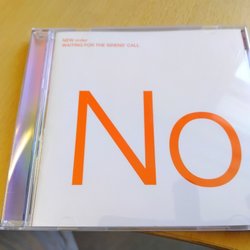 NEW order
WAITING FOR THE SIRENS' CALL
No